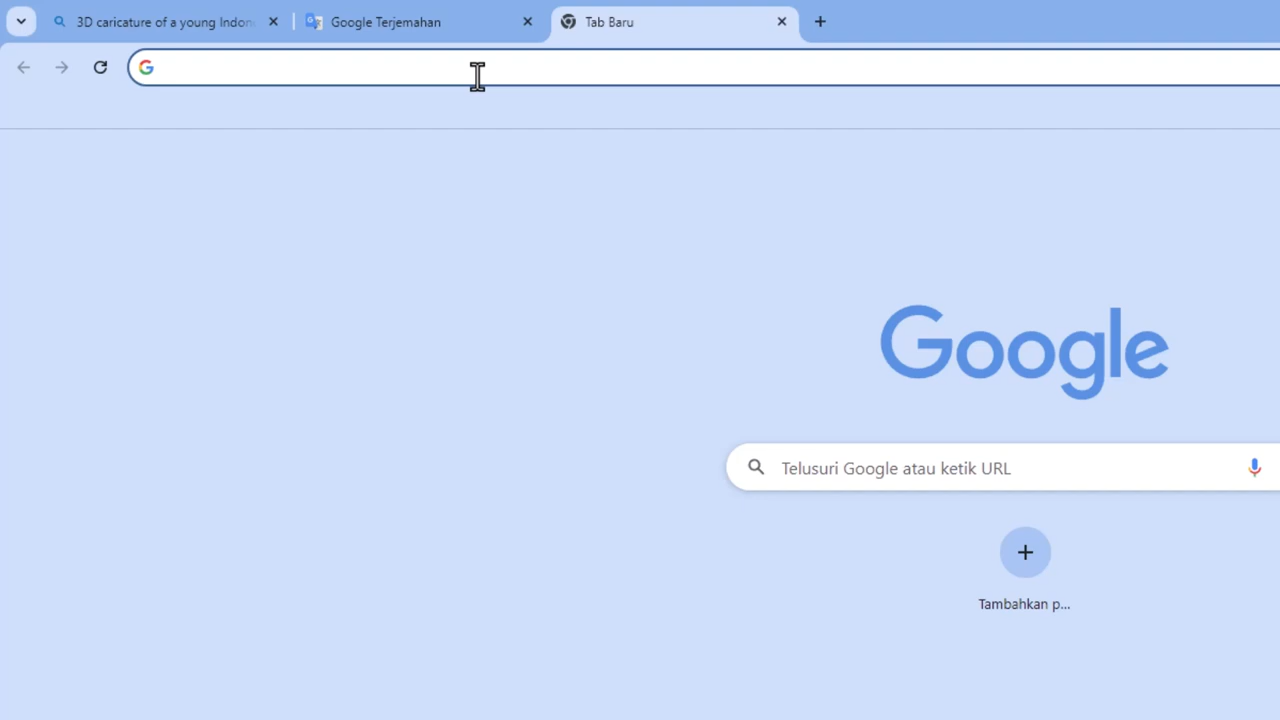 3D caricature of a young Indon
Google Terjemahan
Tab Baru
Google
Telusuri Google atau ketik URL
Tambahkan p...